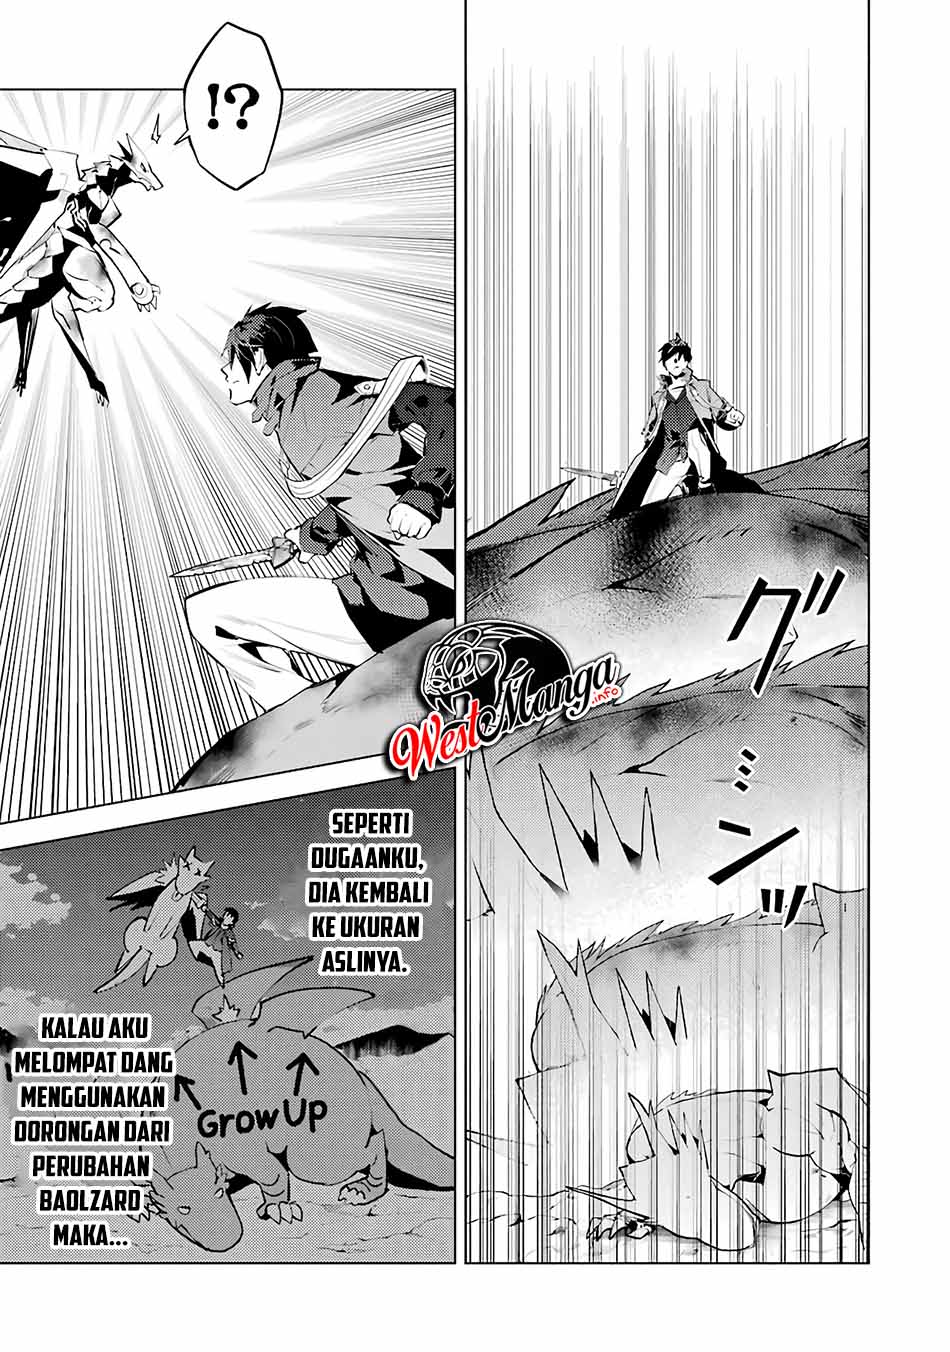 グ
ン
ッ
!?
WestManga
.info
SEPERTI
DUGAANKU,
DIA KEMBALI
KE UKURAN
ASLINYA.
KALAU AKU
MELOMPAT DANG
MENGGUNAKAN
DORONGAN DARI
PERUBAHAN
BAOLZARD
MAKA...
Grow Up